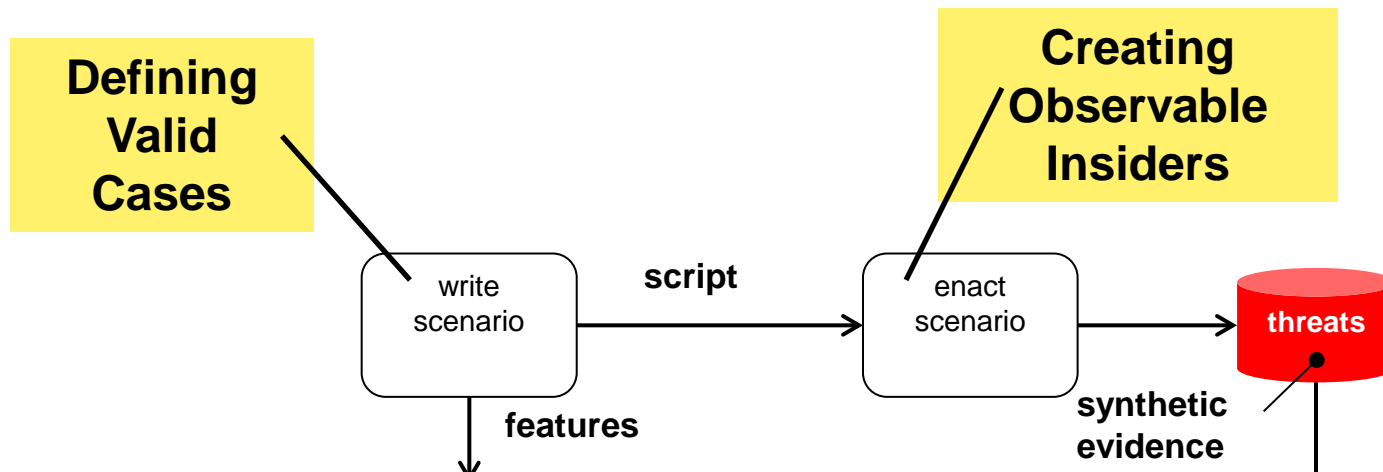 Defining
Valid
Cases
Creating
Observable
Insiders
write
scenario
script
enact
scenario
threats
features
synthetic
evidence